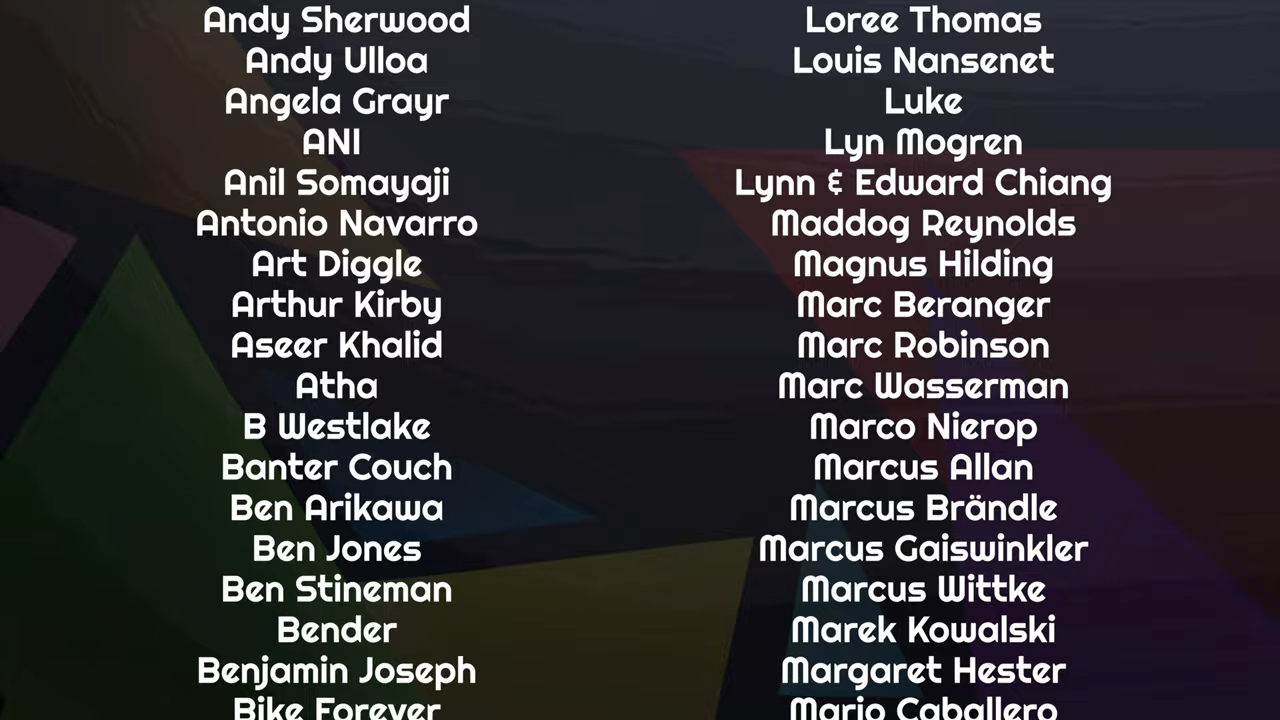 Andy Sherwood
Andy Ulloa
Angela Grayr
ANI
Anil Somayaji
Antonio Navarro
Art Diggle
Arthur Kirby
Aseer Khalid
Atha
B Westlake
Banter Couch
Ben Arikawa
Ben Jones
Ben Stineman
Bender
Benjamin Joseph
Bike Forever
Loree Thomas
Louis Nansenet
Luke
Lyn Mogren
Lynn & Edward Chiang
Maddog Reynolds
Magnus Hilding
Marc Beranger
Marc Robinson
Marc Wasserman
Marco Nierop
Marcus Allan
Marcus Brändle
Marcus Gaiswinkler
Marcus Wittke
Marek Kowalski
Margaret Hester
Mario Caballero